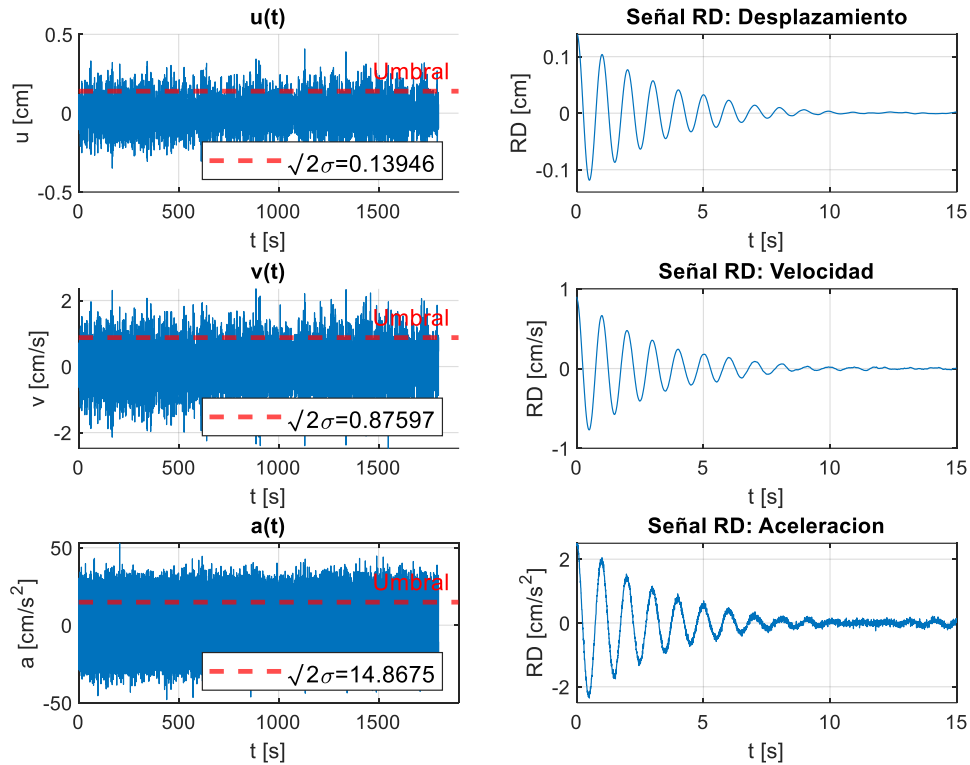 u(t)
0.5
0
-0.5
u [cm]
Umbral
√2σ=0.13946
0
500
1000
1500
t [s]
Señal RD: Desplazamiento
0.1
0
-0.1
RD [cm]
0
5
10
15
t [s]
v(t)
2
0
-2
v [cm/s]
Umbral
√2σ=0.87597
0
500
1000
1500
t [s]
Señal RD: Velocidad
1
0
-1
RD [cm/s]
0
5
10
15
t [s]
a(t)
50
0
-50
a [cm/s²]
Umbral
√2σ=14.8675
0
500
1000
1500
t [s]
Señal RD: Aceleracion
2
0
-2
RD [cm/s²]
0
5
10
15
t [s]